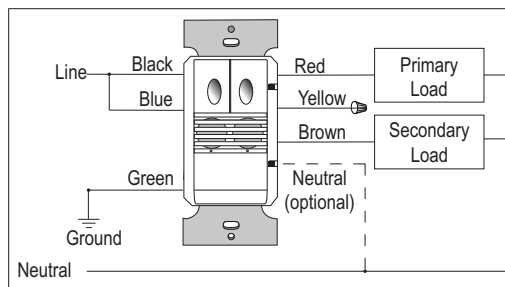 Line
Black
Blue
Green
Ground
Neutral
Red
Yellow
Brown
Neutral
(optional)
Primary
Load
Secondary
Load